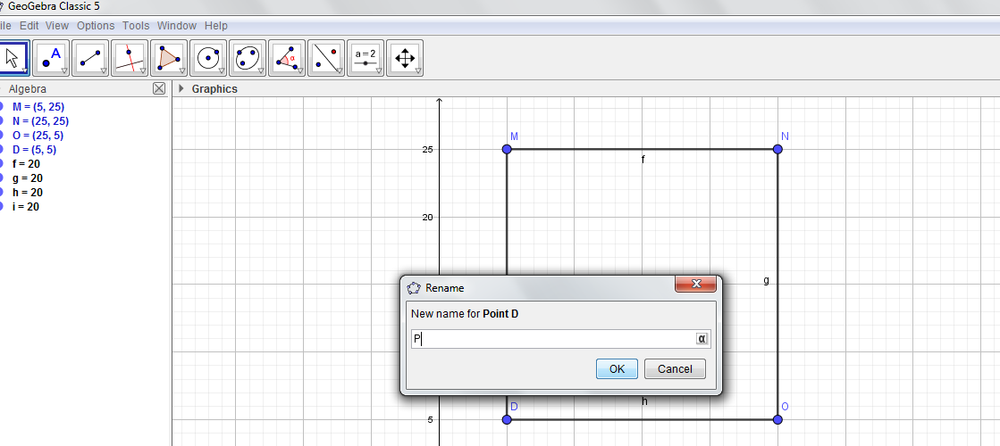 GeoGebra Classic 5
ile Edit View Options Tools Window Help
A
α
a = 2
Algebra
Graphics
M = (5, 25)
N = (25, 25)
O = (25, 5)
D = (5, 5)
f = 20
g = 20
h = 20
i = 20
M N
25
f
20
g
Rename
New name for Point D
P
α
OK Cancel
h
D O
5